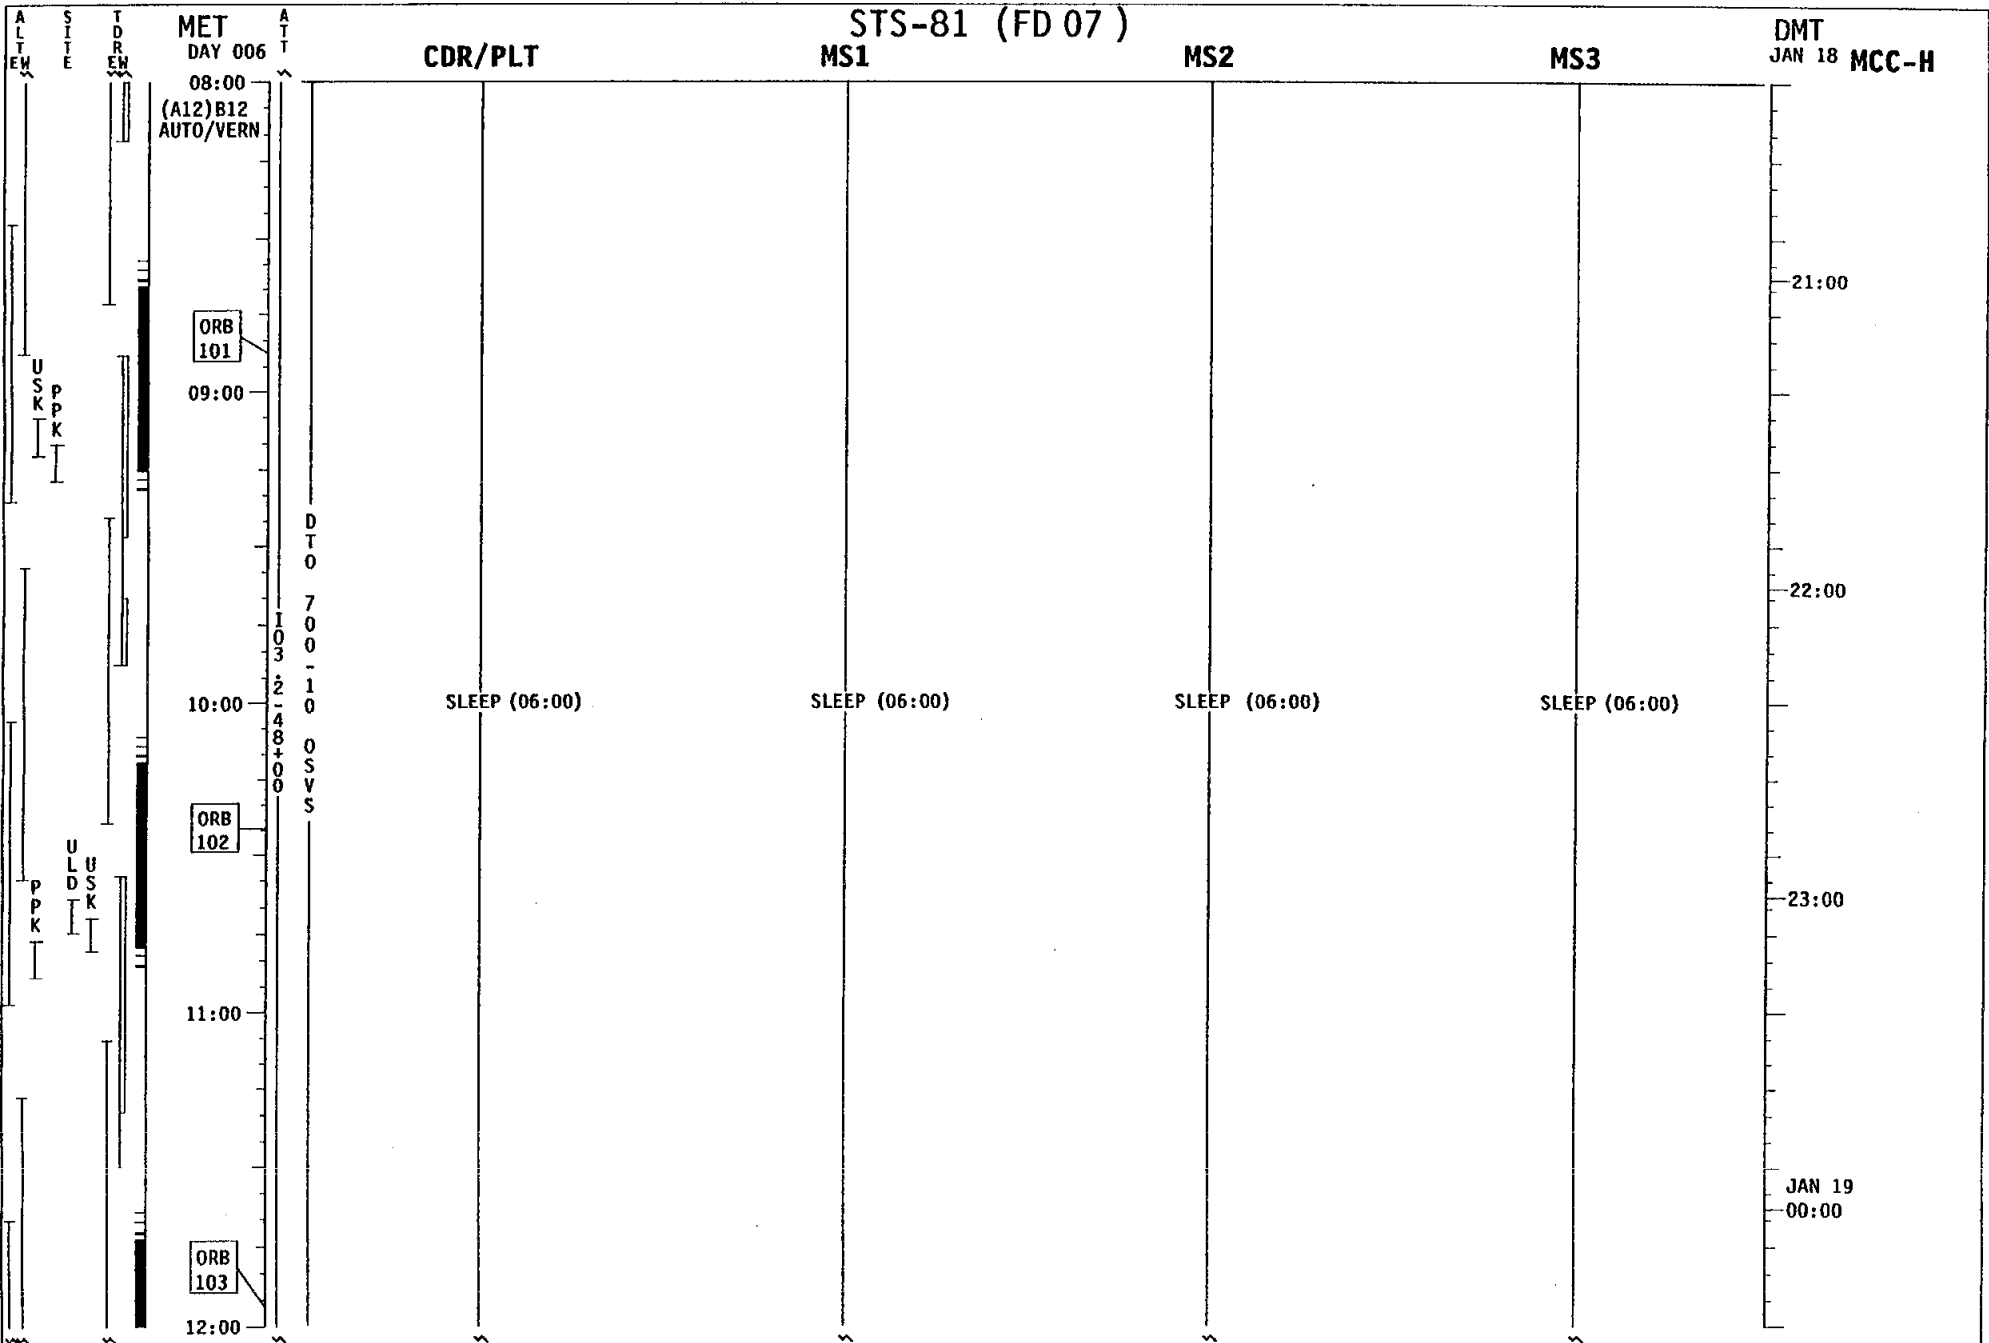 STS-81 (FD 07 )
ALTE W
SITE
TDRE W
MET
DAY 006
ATT
CDR/PLT
MS1
MS2
MS3
DMT
JAN 18
MCC-H
08:00
(A12)B12
AUTO/VERN
21:00
ORB
101
USK
PPK
09:00
DTO 700-10 OSVS
22:00
I03.2-48+00
10:00
SLEEP (06:00)
SLEEP (06:00)
SLEEP (06:00)
SLEEP (06:00)
ORB
102
ULD
USK
PPK
23:00
11:00
JAN 19
00:00
ORB
103
12:00